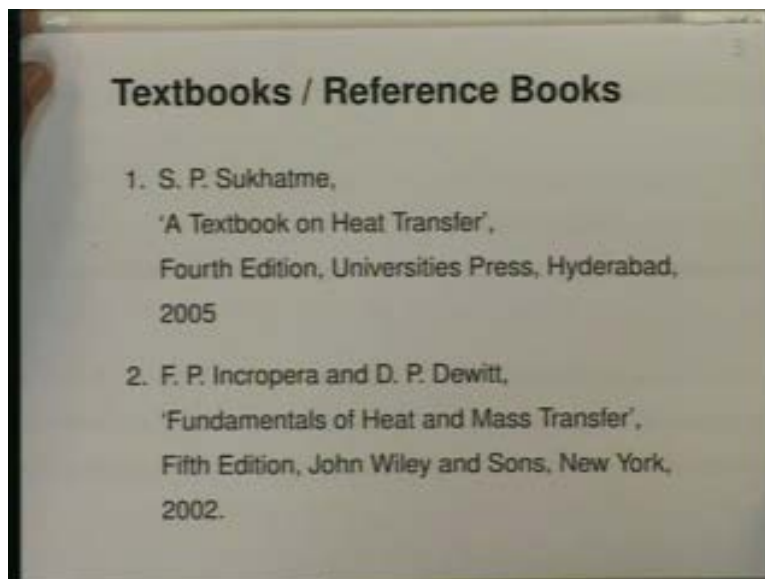 Textbooks / Reference Books
1. S. P. Sukhatme,
'A Textbook on Heat Transfer',
Fourth Edition, Universities Press, Hyderabad,
2005
2. F. P. Incropera and D. P. Dewitt,
'Fundamentals of Heat and Mass Transfer',
Fifth Edition, John Wiley and Sons, New York,
2002.